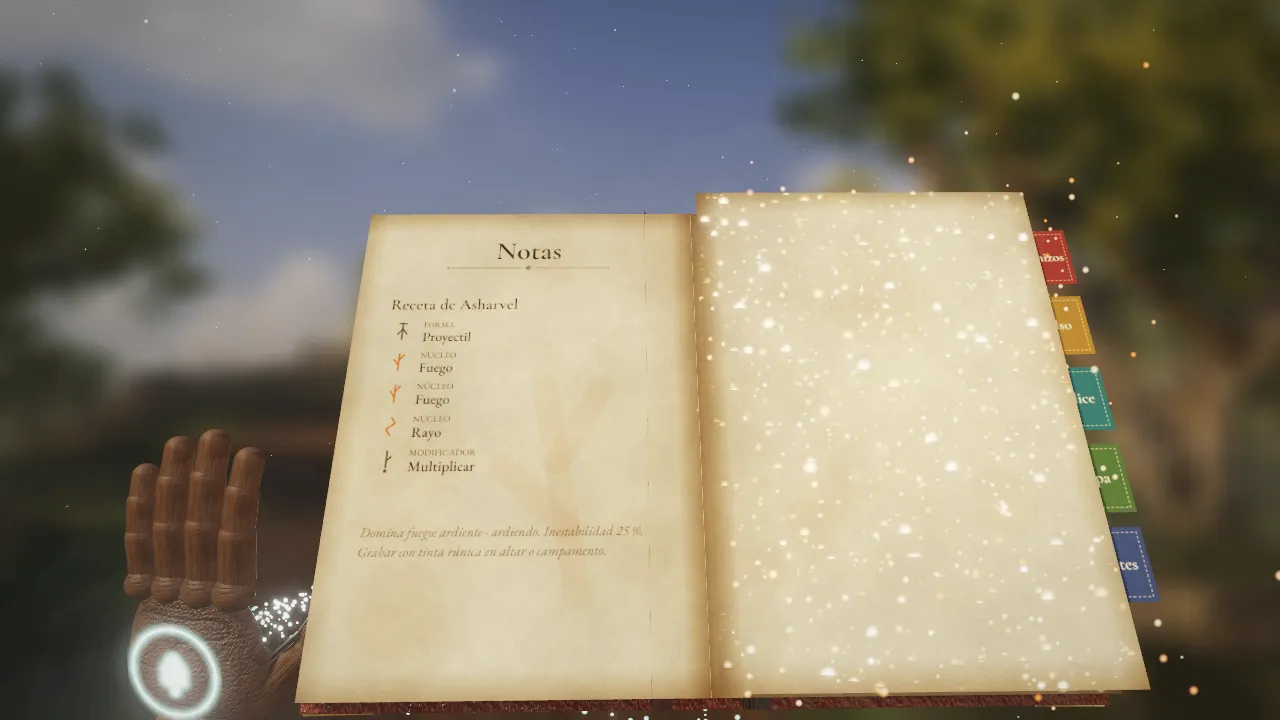 Notas
Receta de Asharvel
FORMA
Proyectil
NÚCLEO
Fuego
NÚCLEO
Fuego
NÚCLEO
Rayo
MODIFICADOR
Multiplicar
Domina fuego: ardiente · ardiendo. Inestabilidad 25 %.
Grabar con tinta rúnica en altar o campamento.